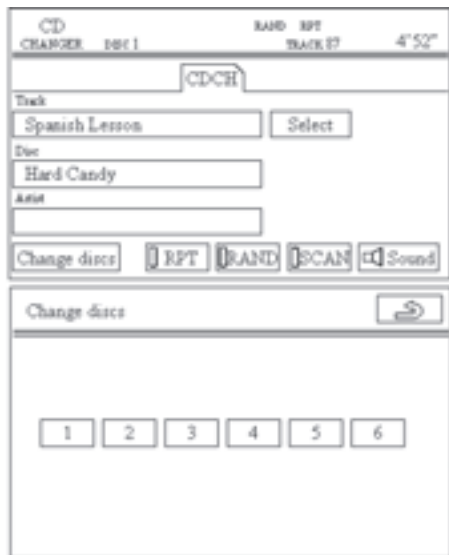 CD RAND RPT
CHANGER DISC 1 TRACK 87 4'52"
CDCH
Track
Spanish Lesson Select
Disc
Hard Candy
Artist
Change discs RPT RAND SCAN Sound
Change discs
1 2 3 4 5 6